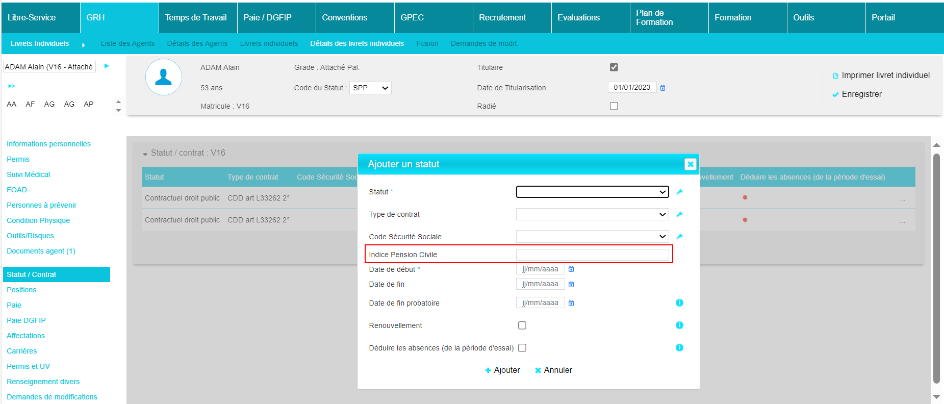 Libre-Service GRH Temps de Travail Paie / DGFIP Conventions GPEC Recrutement Evaluations Plan de Formation Formation Outils Portail
Livrets Individuels Liste des Agents Détails des Agents Livrets individuels Détails des livrets individuels Fusion Demandes de modif.
ADAM Alain (V16 - Attaché
AA AF AG AG AP
ADAM Alain Grade : Attaché Pal. Titulaire
53 ans Code du Statut : SPP Date de Titularisation 01/01/2023
Matricule : V16 Radié
Imprimer livret individuel
Enregistrer
Informations personnelles
Permis
Suivi Médical
FOAD
Personnes à prévenir
Condition Physique
Outils/Risques
Documents agent (1)
Statut / Contrat
Positions
Paie
Paie DGFIP
Affectations
Carrières
Permis et UV
Renseignement divers
Demandes de modifications
Statut / contrat : V16
Statut Type de contrat Code Sécurité Soc
Contractuel droit public CDD art L33262 2°
Contractuel droit public CDD art L33262 2°
uvellement Déduire les absences (de la période d'essai)
...
...
Ajouter un statut
Statut *
Type de contrat
Code Sécurité Sociale
Indice Pension Civile
Date de début * jj/mm/aaaa
Date de fin jj/mm/aaaa
Date de fin probatoire jj/mm/aaaa
Renouvellement
Déduire les absences (de la période d'essai)
Ajouter Annuler